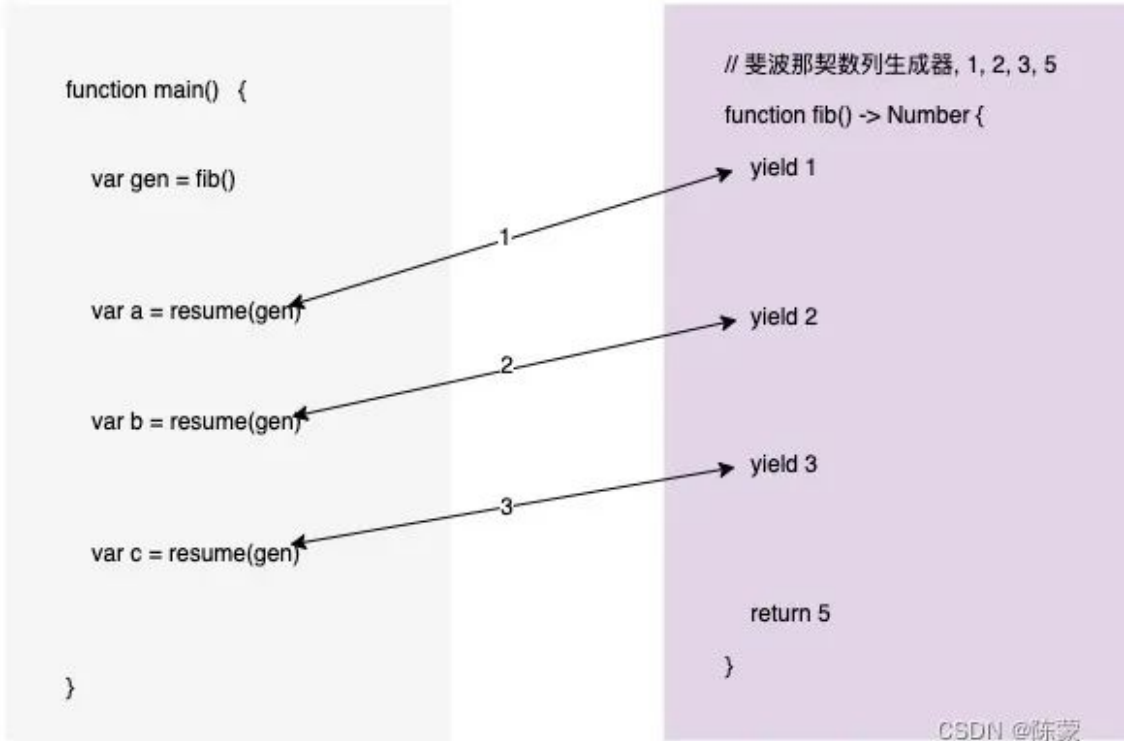 function main() {
var gen = fib()
var a = resume(gen)
var b = resume(gen)
var c = resume(gen)
}
1
2
3
// 斐波那契数列生成器, 1, 2, 3, 5
function fib() -> Number {
yield 1
yield 2
yield 3
return 5
}
CSDN @陈蒙